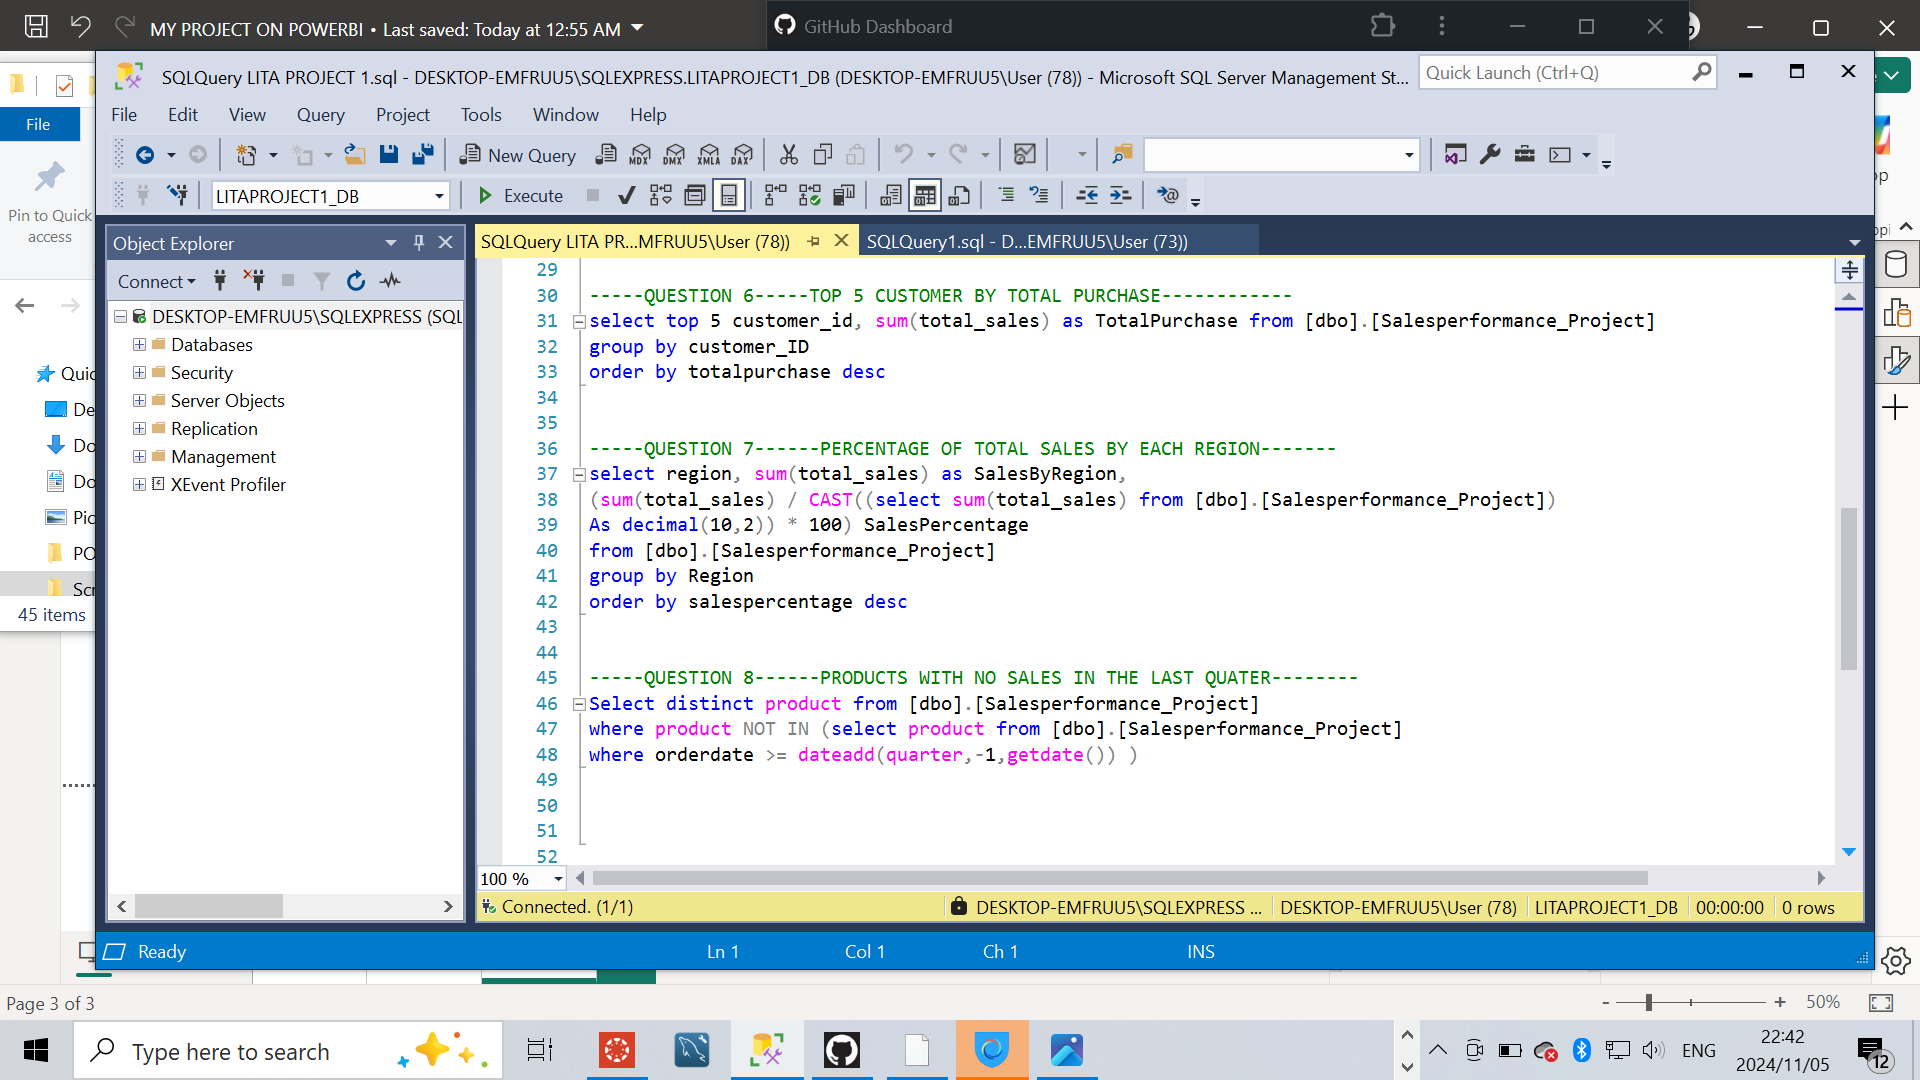 MY PROJECT ON POWERBI • Last saved: Today at 12:55 AM
GitHub Dashboard
SQLQuery LITA PROJECT 1.sql - DESKTOP-EMFRUU5\SQLEXPRESS.LITAPROJECT1_DB (DESKTOP-EMFRUU5\User (78)) - Microsoft SQL Server Management St...
Quick Launch (Ctrl+Q)
File Edit View Query Project Tools Window Help
File
New Query
MDX DMX XMLA DAX
LITAPROJECT1_DB
Execute
Pin to Quick
access
Object Explorer
SQLQuery LITA PR...MFRUU5\User (78))
SQLQuery1.sql - D...EMFRUU5\User (73))
Connect
DESKTOP-EMFRUU5\SQLEXPRESS (SQL
Databases
Security
Server Objects
Replication
Management
XEvent Profiler
Quic
De
Do
Do
Pic
PO
Scr
45 items
29
30 -----QUESTION 6-----TOP 5 CUSTOMER BY TOTAL PURCHASE------------
31 select top 5 customer_id, sum(total_sales) as TotalPurchase from [dbo].[Salesperformance_Project]
32 group by customer_ID
33 order by totalpurchase desc
34
35
36 -----QUESTION 7------PERCENTAGE OF TOTAL SALES BY EACH REGION-------
37 select region, sum(total_sales) as SalesByRegion,
38 (sum(total_sales) / CAST((select sum(total_sales) from [dbo].[Salesperformance_Project])
39 As decimal(10,2)) * 100) SalesPercentage
40 from [dbo].[Salesperformance_Project]
41 group by Region
42 order by salespercentage desc
43
44
45 -----QUESTION 8------PRODUCTS WITH NO SALES IN THE LAST QUATER--------
46 Select distinct product from [dbo].[Salesperformance_Project]
47 where product NOT IN (select product from [dbo].[Salesperformance_Project]
48 where orderdate >= dateadd(quarter,-1,getdate()) )
49
50
51
52
100 %
Connected. (1/1)
DESKTOP-EMFRUU5\SQLEXPRESS ...
DESKTOP-EMFRUU5\User (78)
LITAPROJECT1_DB
00:00:00
0 rows
Ready
Ln 1
Col 1
Ch 1
INS
Page 3 of 3
50%
Type here to search
ENG
22:42
2024/11/05
12